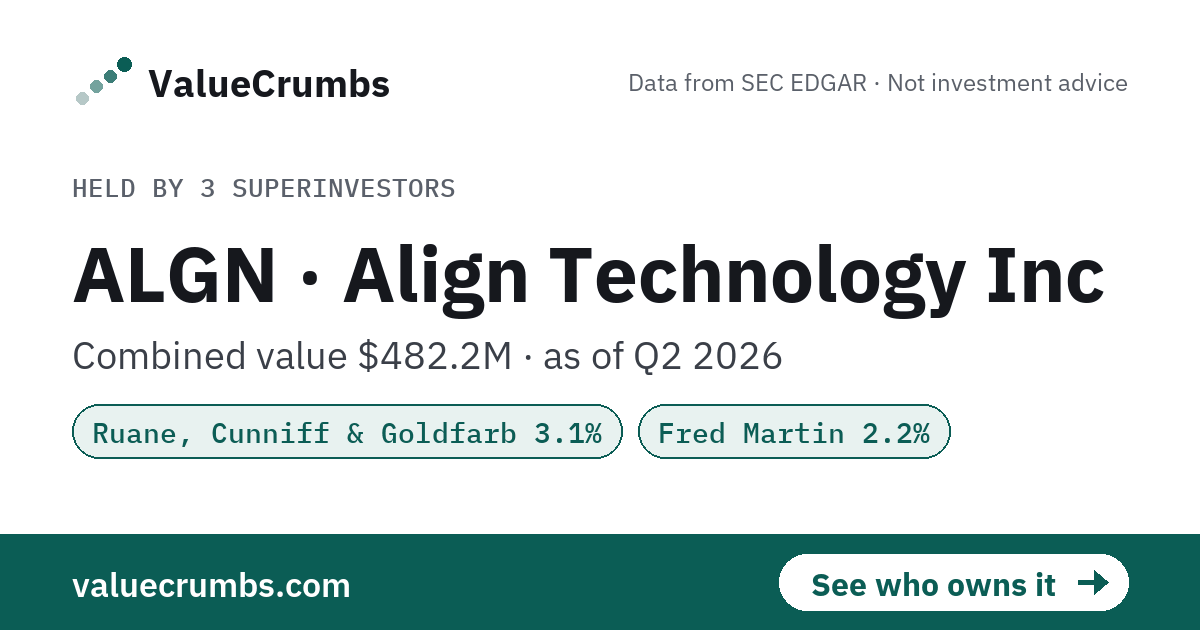 ValueCrumbs
Data from SEC EDGAR · Not investment advice
HELD BY 3 SUPERINVESTORS
ALGN · Align Technology Inc
Combined value $482.2M · as of Q2 2026
Ruane, Cunniff & Goldfarb 3.1%
Fred Martin 2.2%
valuecrumbs.com
See who owns it →